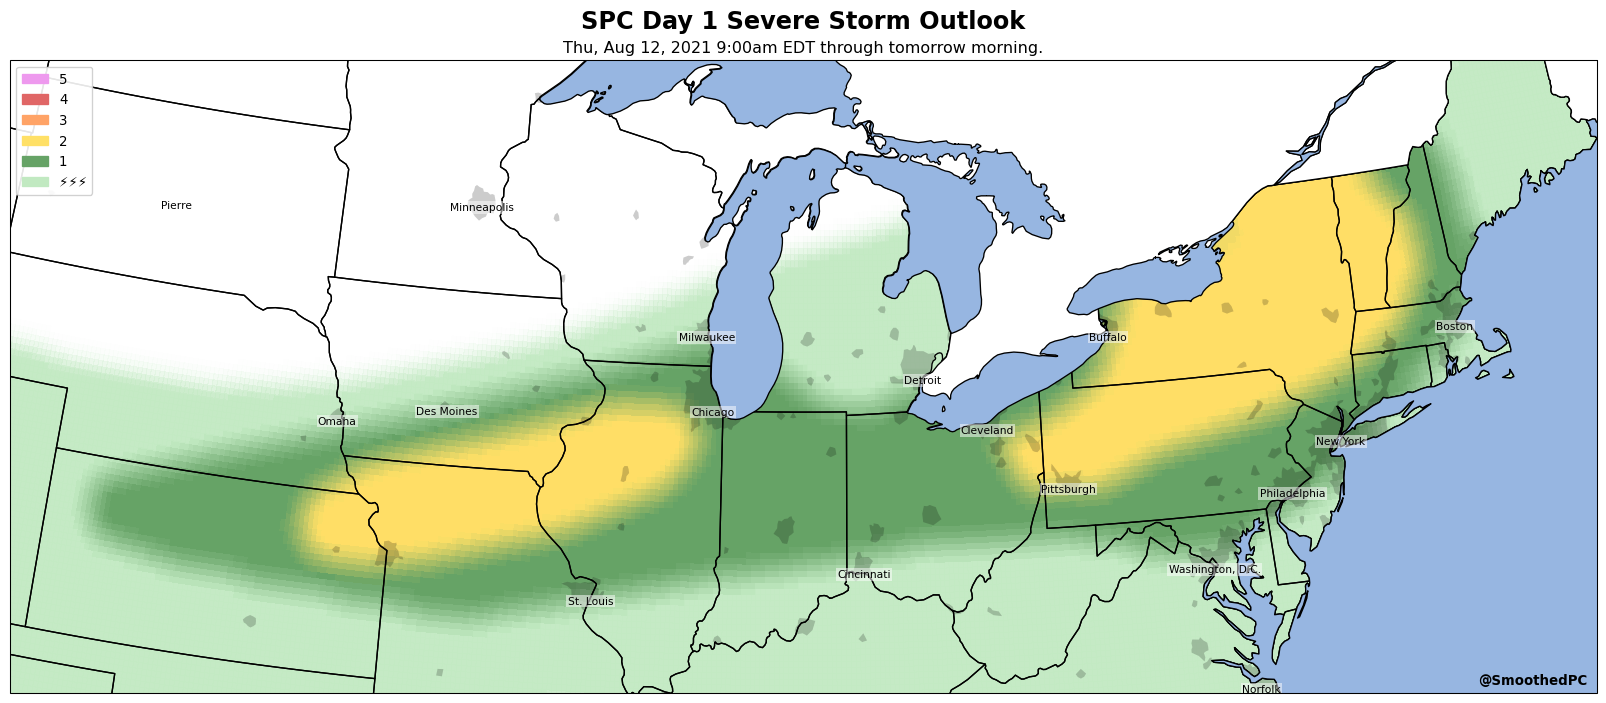 SPC Day 1 Severe Storm Outlook
Thu, Aug 12, 2021 9:00am EDT through tomorrow morning.
5
4
3
2
1
⚡⚡⚡
Pierre
Minneapolis
Milwaukee
Buffalo
Boston
Detroit
Des Moines
Chicago
Omaha
Cleveland
New York
Pittsburgh
Philadelphia
Cincinnati
Washington, D.C.
St. Louis
Norfolk
@SmoothedPC